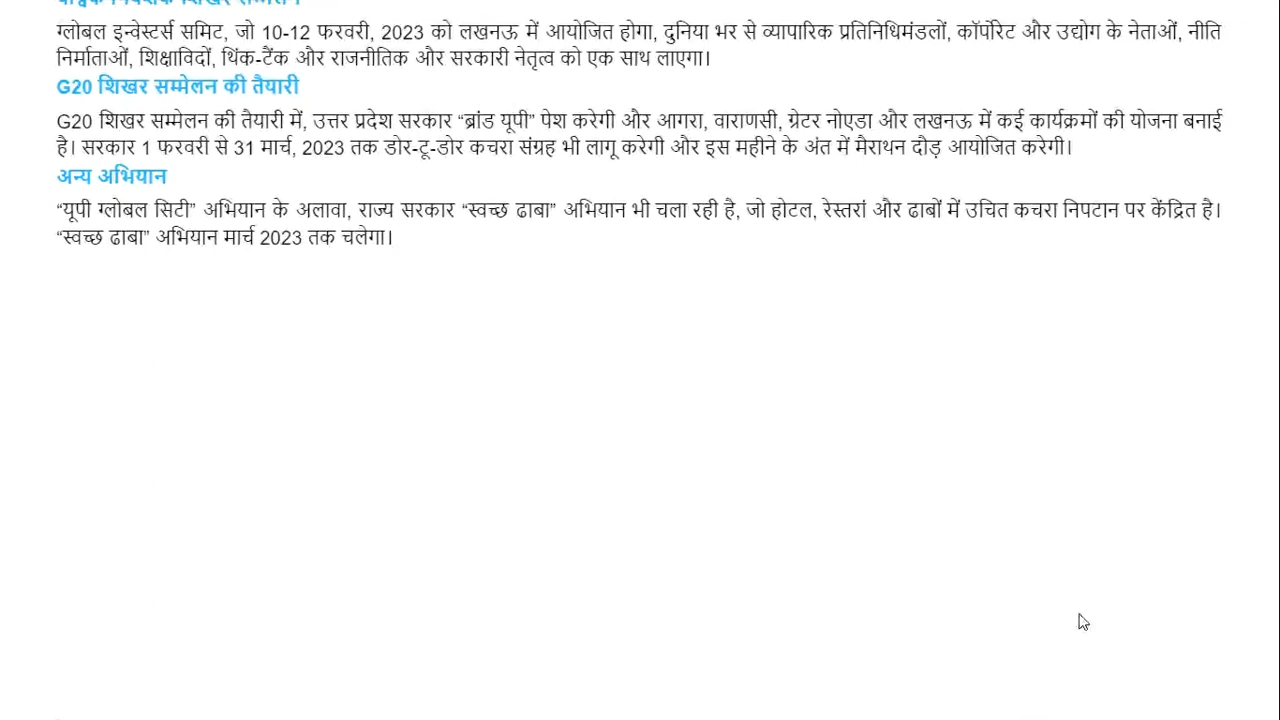 ग्लोबल इन्वेस्टर्स समिट, जो 10-12 फरवरी, 2023 को लखनऊ में आयोजित होगा, दुनिया भर से व्यापारिक प्रतिनिधिमंडलों, कॉर्पोरेट और उद्योग के नेताओं, नीति
निर्माताओं, शिक्षाविदों, थिंक-टैंक और राजनीतिक और सरकारी नेतृत्व को एक साथ लाएगा।
G20 शिखर सम्मेलन की तैयारी
G20 शिखर सम्मेलन की तैयारी में, उत्तर प्रदेश सरकार “ब्रांड यूपी” पेश करेगी और आगरा, वाराणसी, ग्रेटर नोएडा और लखनऊ में कई कार्यक्रमों की योजना बनाई
है। सरकार 1 फरवरी से 31 मार्च, 2023 तक डोर-टू-डोर कचरा संग्रह भी लागू करेगी और इस महीने के अंत में मैराथन दौड़ आयोजित करेगी।
अन्य अभियान
“यूपी ग्लोबल सिटी” अभियान के अलावा, राज्य सरकार “स्वच्छ ढाबा” अभियान भी चला रही है, जो होटल, रेस्तरां और ढाबों में उचित कचरा निपटान पर केंद्रित है।
“स्वच्छ ढाबा” अभियान मार्च 2023 तक चलेगा।